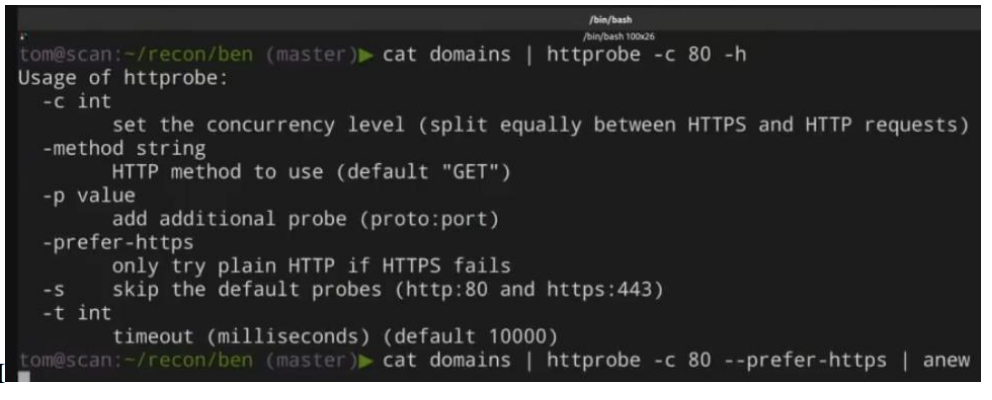 /bin/bash
/bin/bash 100x26
tom@scan:~/recon/ben (master)▶ cat domains | httprobe -c 80 -h
Usage of httprobe:
  -c int
        set the concurrency level (split equally between HTTPS and HTTP requests)
  -method string
        HTTP method to use (default "GET")
  -p value
        add additional probe (proto:port)
  -prefer-https
        only try plain HTTP if HTTPS fails
  -s    skip the default probes (http:80 and https:443)
  -t int
        timeout (milliseconds) (default 10000)
tom@scan:~/recon/ben (master)▶ cat domains | httprobe -c 80 --prefer-https | anew
[